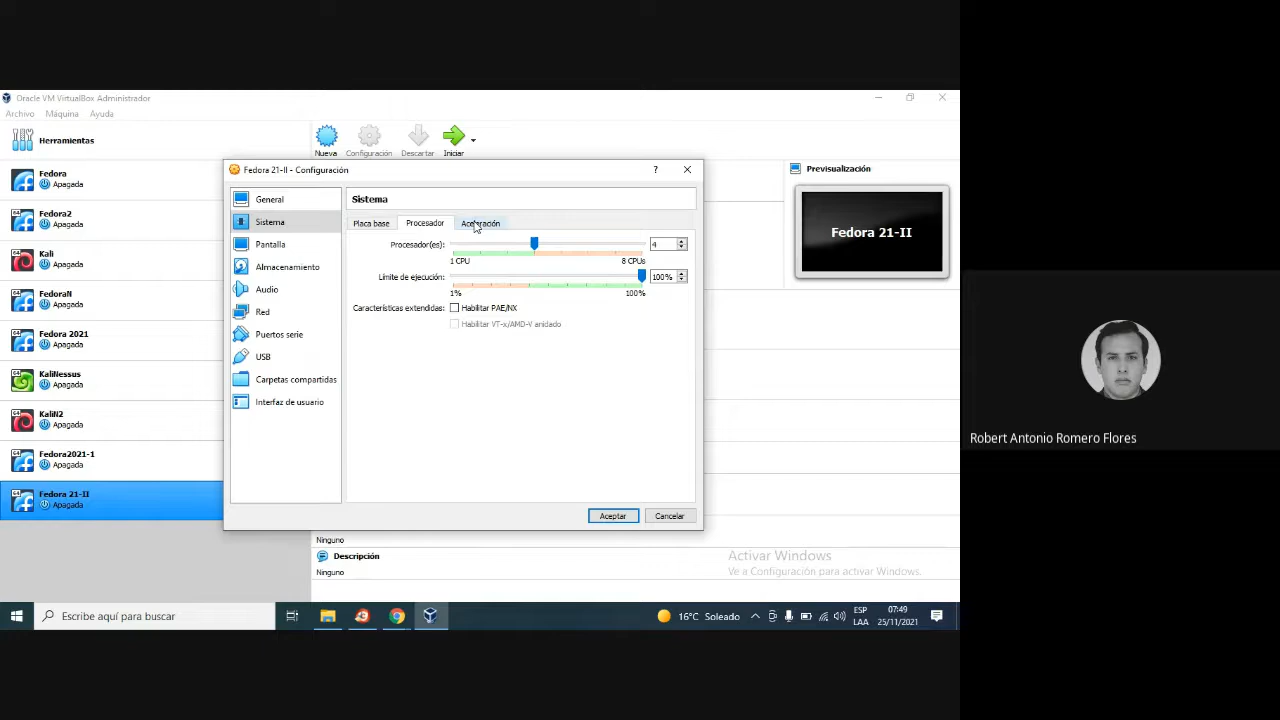 Oracle VM VirtualBox Administrador
Archivo Máquina Ayuda
Herramientas
Nueva Configuración Descartar Iniciar
Fedora
Apagada
Fedora2
Apagada
Kali
Apagada
FedoraN
Apagada
Fedora 2021
Apagada
KaliNessus
Apagada
KaliN2
Apagada
Fedora2021-1
Apagada
Fedora 21-II
Apagada
Fedora 21-II - Configuración
?
General
Sistema
Pantalla
Almacenamiento
Audio
Red
Puertos serie
USB
Carpetas compartidas
Interfaz de usuario
Sistema
Placa base Procesador Aceleración
Procesador(es): 4
1 CPU 8 CPUs
Límite de ejecución: 100%
1% 100%
Características extendidas: Habilitar PAE/NX
Habilitar VT-x/AMD-V anidado
Aceptar Cancelar
Previsualización
Fedora 21-II
Ninguno
Descripción
Ninguno
Activar Windows
Ve a Configuración para activar Windows.
Escribe aquí para buscar
16°C Soleado
ESP
LAA
07:49
25/11/2021
Robert Antonio Romero Flores